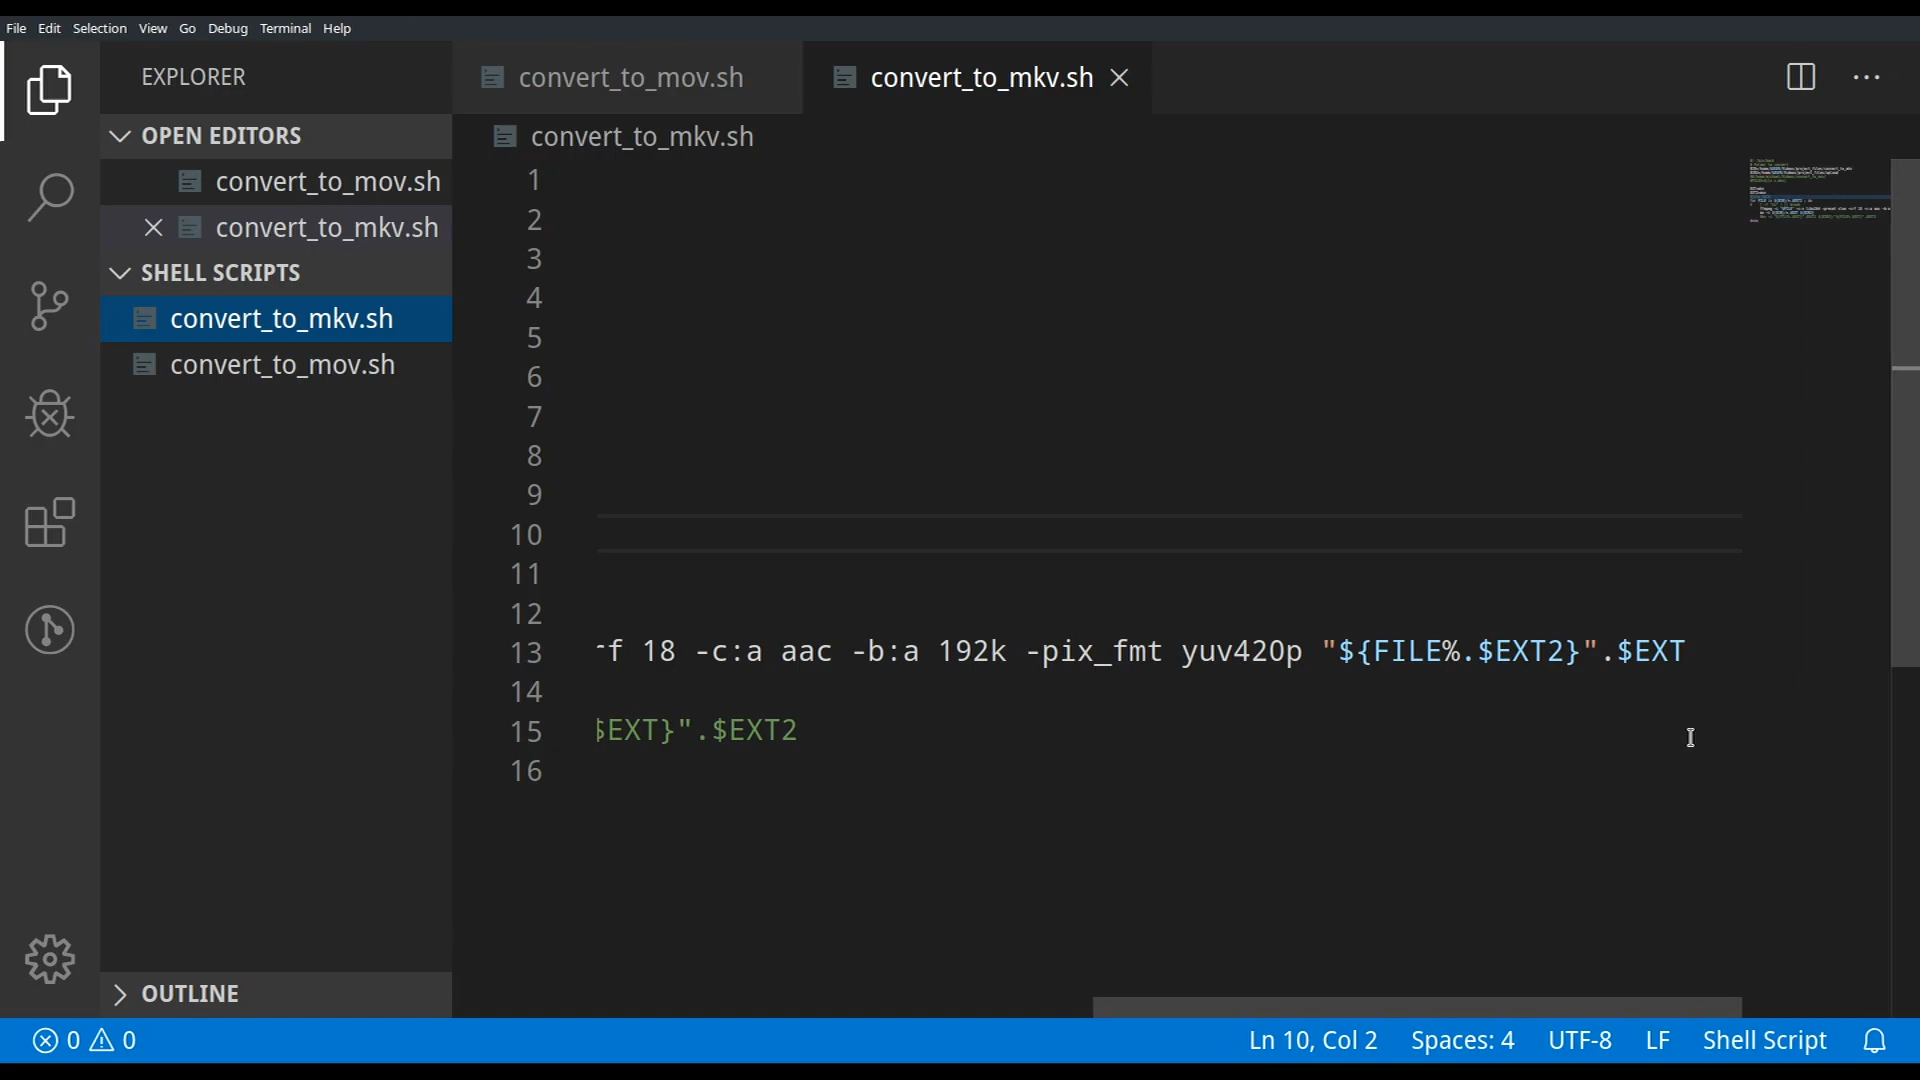 File Edit Selection View Go Debug Terminal Help
EXPLORER
OPEN EDITORS
convert_to_mov.sh
convert_to_mkv.sh
SHELL SCRIPTS
convert_to_mkv.sh
convert_to_mov.sh
OUTLINE
convert_to_mov.sh convert_to_mkv.sh
convert_to_mkv.sh
1
2
3
4
5
6
7
8
9
10
11
12
13 f 18 -c:a aac -b:a 192k -pix_fmt yuv420p "${FILE%.$EXT2}".$EXT
14
15 $EXT}".$EXT2
16
0 0 Ln 10, Col 2 Spaces: 4 UTF-8 LF Shell Script